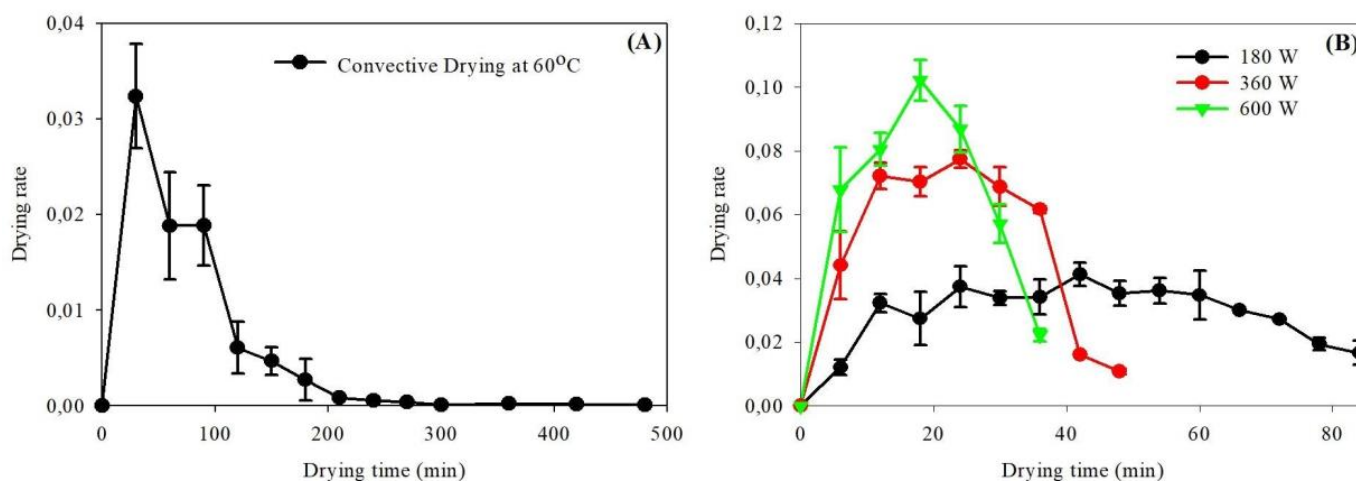 (A)
Convective Drying at 60°C
Drying rate
0,04
0,03
0,02
0,01
0,00
0
100
200
300
400
500
Drying time (min)
(B)
180 W
360 W
600 W
Drying rate
0,12
0,10
0,08
0,06
0,04
0,02
0,00
0
20
40
60
80
Drying time (min)